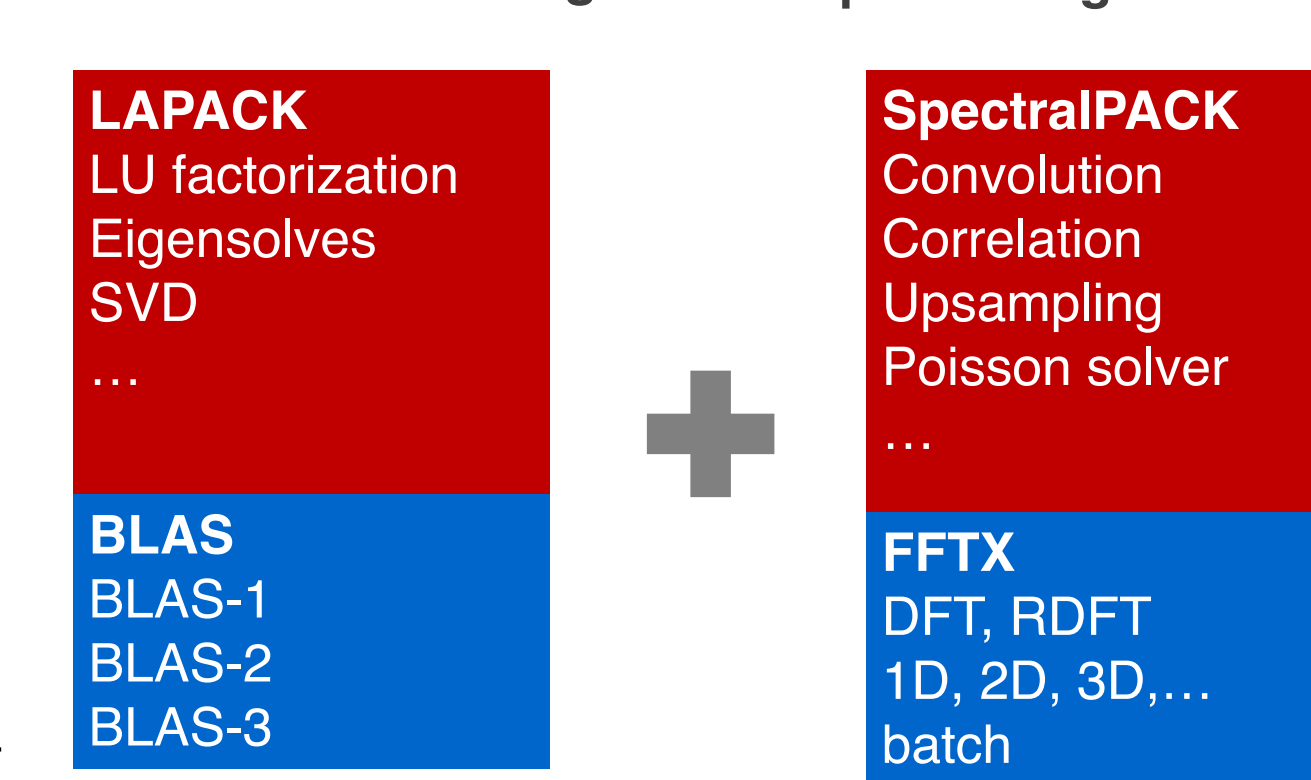 LAPACK
LU factorization
Eigensolves
SVD
…
BLAS
BLAS-1
BLAS-2
BLAS-3
SpectralPACK
Convolution
Correlation
Upsampling
Poisson solver
…
FFTX
DFT, RDFT
1D, 2D, 3D,…
batch